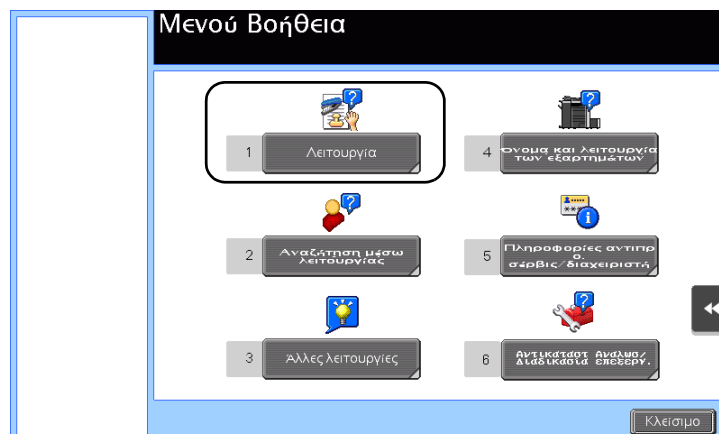 Μενού Βοήθεια
1 Λειτουργία
2 Αναζήτηση μέσω
λειτουργίας
3 Άλλες λειτουργίες
4 Όνομα και λειτουργία
των εξαρτημάτων
5 Πληροφορίες αντιπρ
ο.
σέρβις/διαχειριστή
6 Αντικατάστ Αναλωσ/
Διαδικασία επεξεργ.
Κλείσιμο